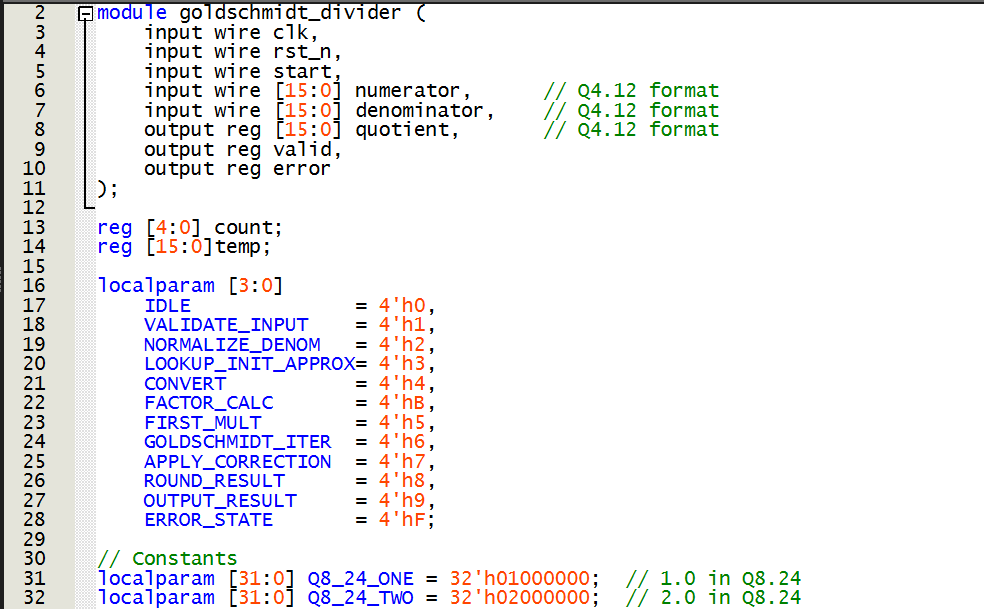 2 module goldschmidt_divider (
3 input wire clk,
4 input wire rst_n,
5 input wire start,
6 input wire [15:0] numerator, // Q4.12 format
7 input wire [15:0] denominator, // Q4.12 format
8 output reg [15:0] quotient, // Q4.12 format
9 output reg valid,
10 output reg error
11 );
12
13 reg [4:0] count;
14 reg [15:0]temp;
15
16 localparam [3:0]
17 IDLE = 4'h0,
18 VALIDATE_INPUT = 4'h1,
19 NORMALIZE_DENOM = 4'h2,
20 LOOKUP_INIT_APPROX= 4'h3,
21 CONVERT = 4'h4,
22 FACTOR_CALC = 4'hB,
23 FIRST_MULT = 4'h5,
24 GOLDSCHMIDT_ITER = 4'h6,
25 APPLY_CORRECTION = 4'h7,
26 ROUND_RESULT = 4'h8,
27 OUTPUT_RESULT = 4'h9,
28 ERROR_STATE = 4'hF;
29
30 // Constants
31 localparam [31:0] Q8_24_ONE = 32'h01000000; // 1.0 in Q8.24
32 localparam [31:0] Q8_24_TWO = 32'h02000000; // 2.0 in Q8.24